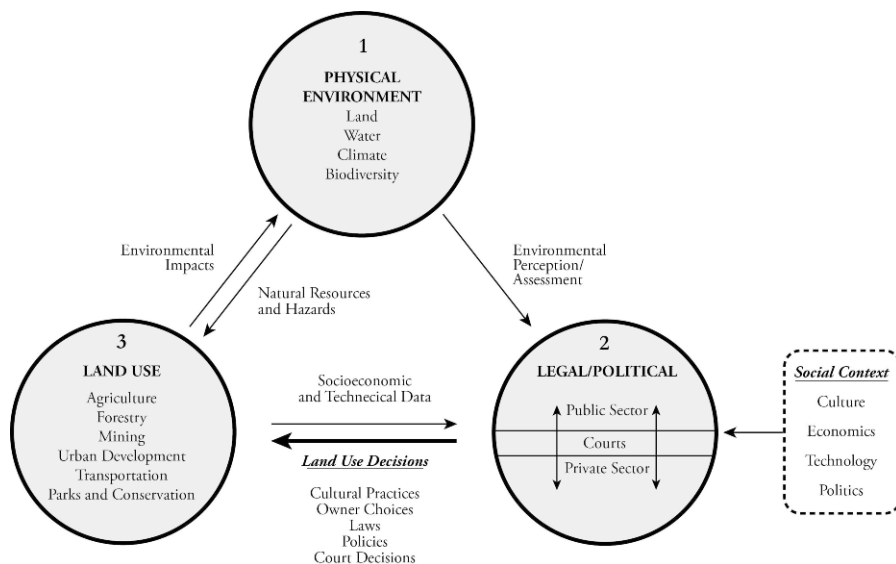 1
PHYSICAL
ENVIRONMENT
Land
Water
Climate
Biodiversity
Environmental
Impacts
Natural Resources
and Hazards
Environmental
Perception/
Assessment
3
LAND USE
Agriculture
Forestry
Mining
Urban Development
Transportation
Parks and Conservation
Socioeconomic
and Technecical Data
Land Use Decisions
Cultural Practices
Owner Choices
Laws
Policies
Court Decisions
2
LEGAL/POLITICAL
Public Sector
Courts
Private Sector
Social Context
Culture
Economics
Technology
Politics